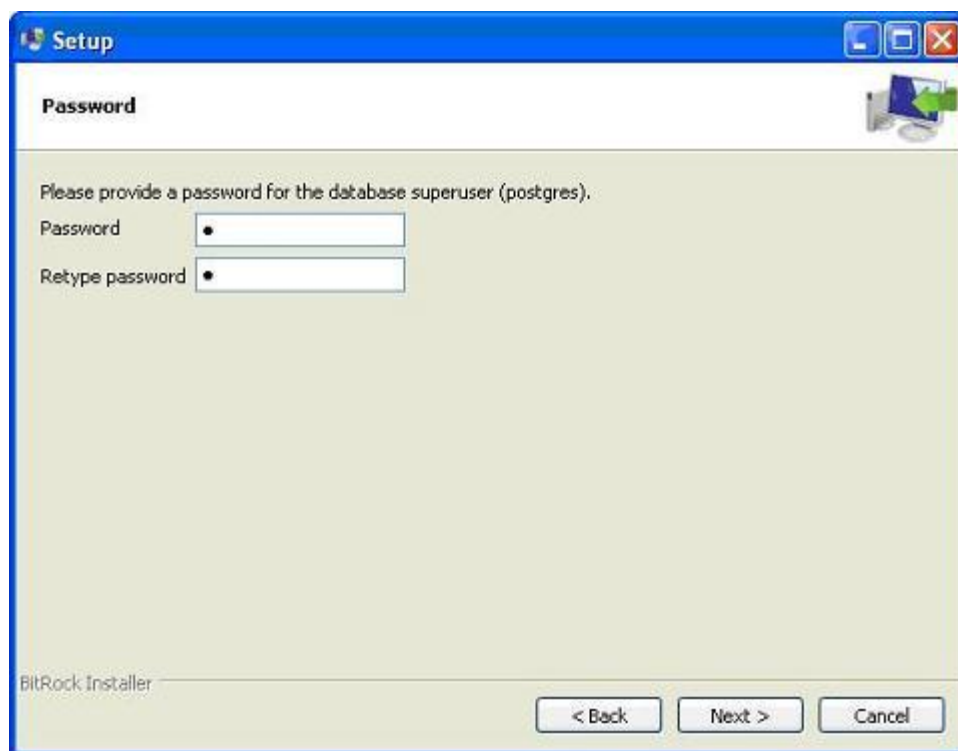 Setup
Password
Please provide a password for the database superuser (postgres).
Password
Retype password
BitRock Installer
< Back Next > Cancel